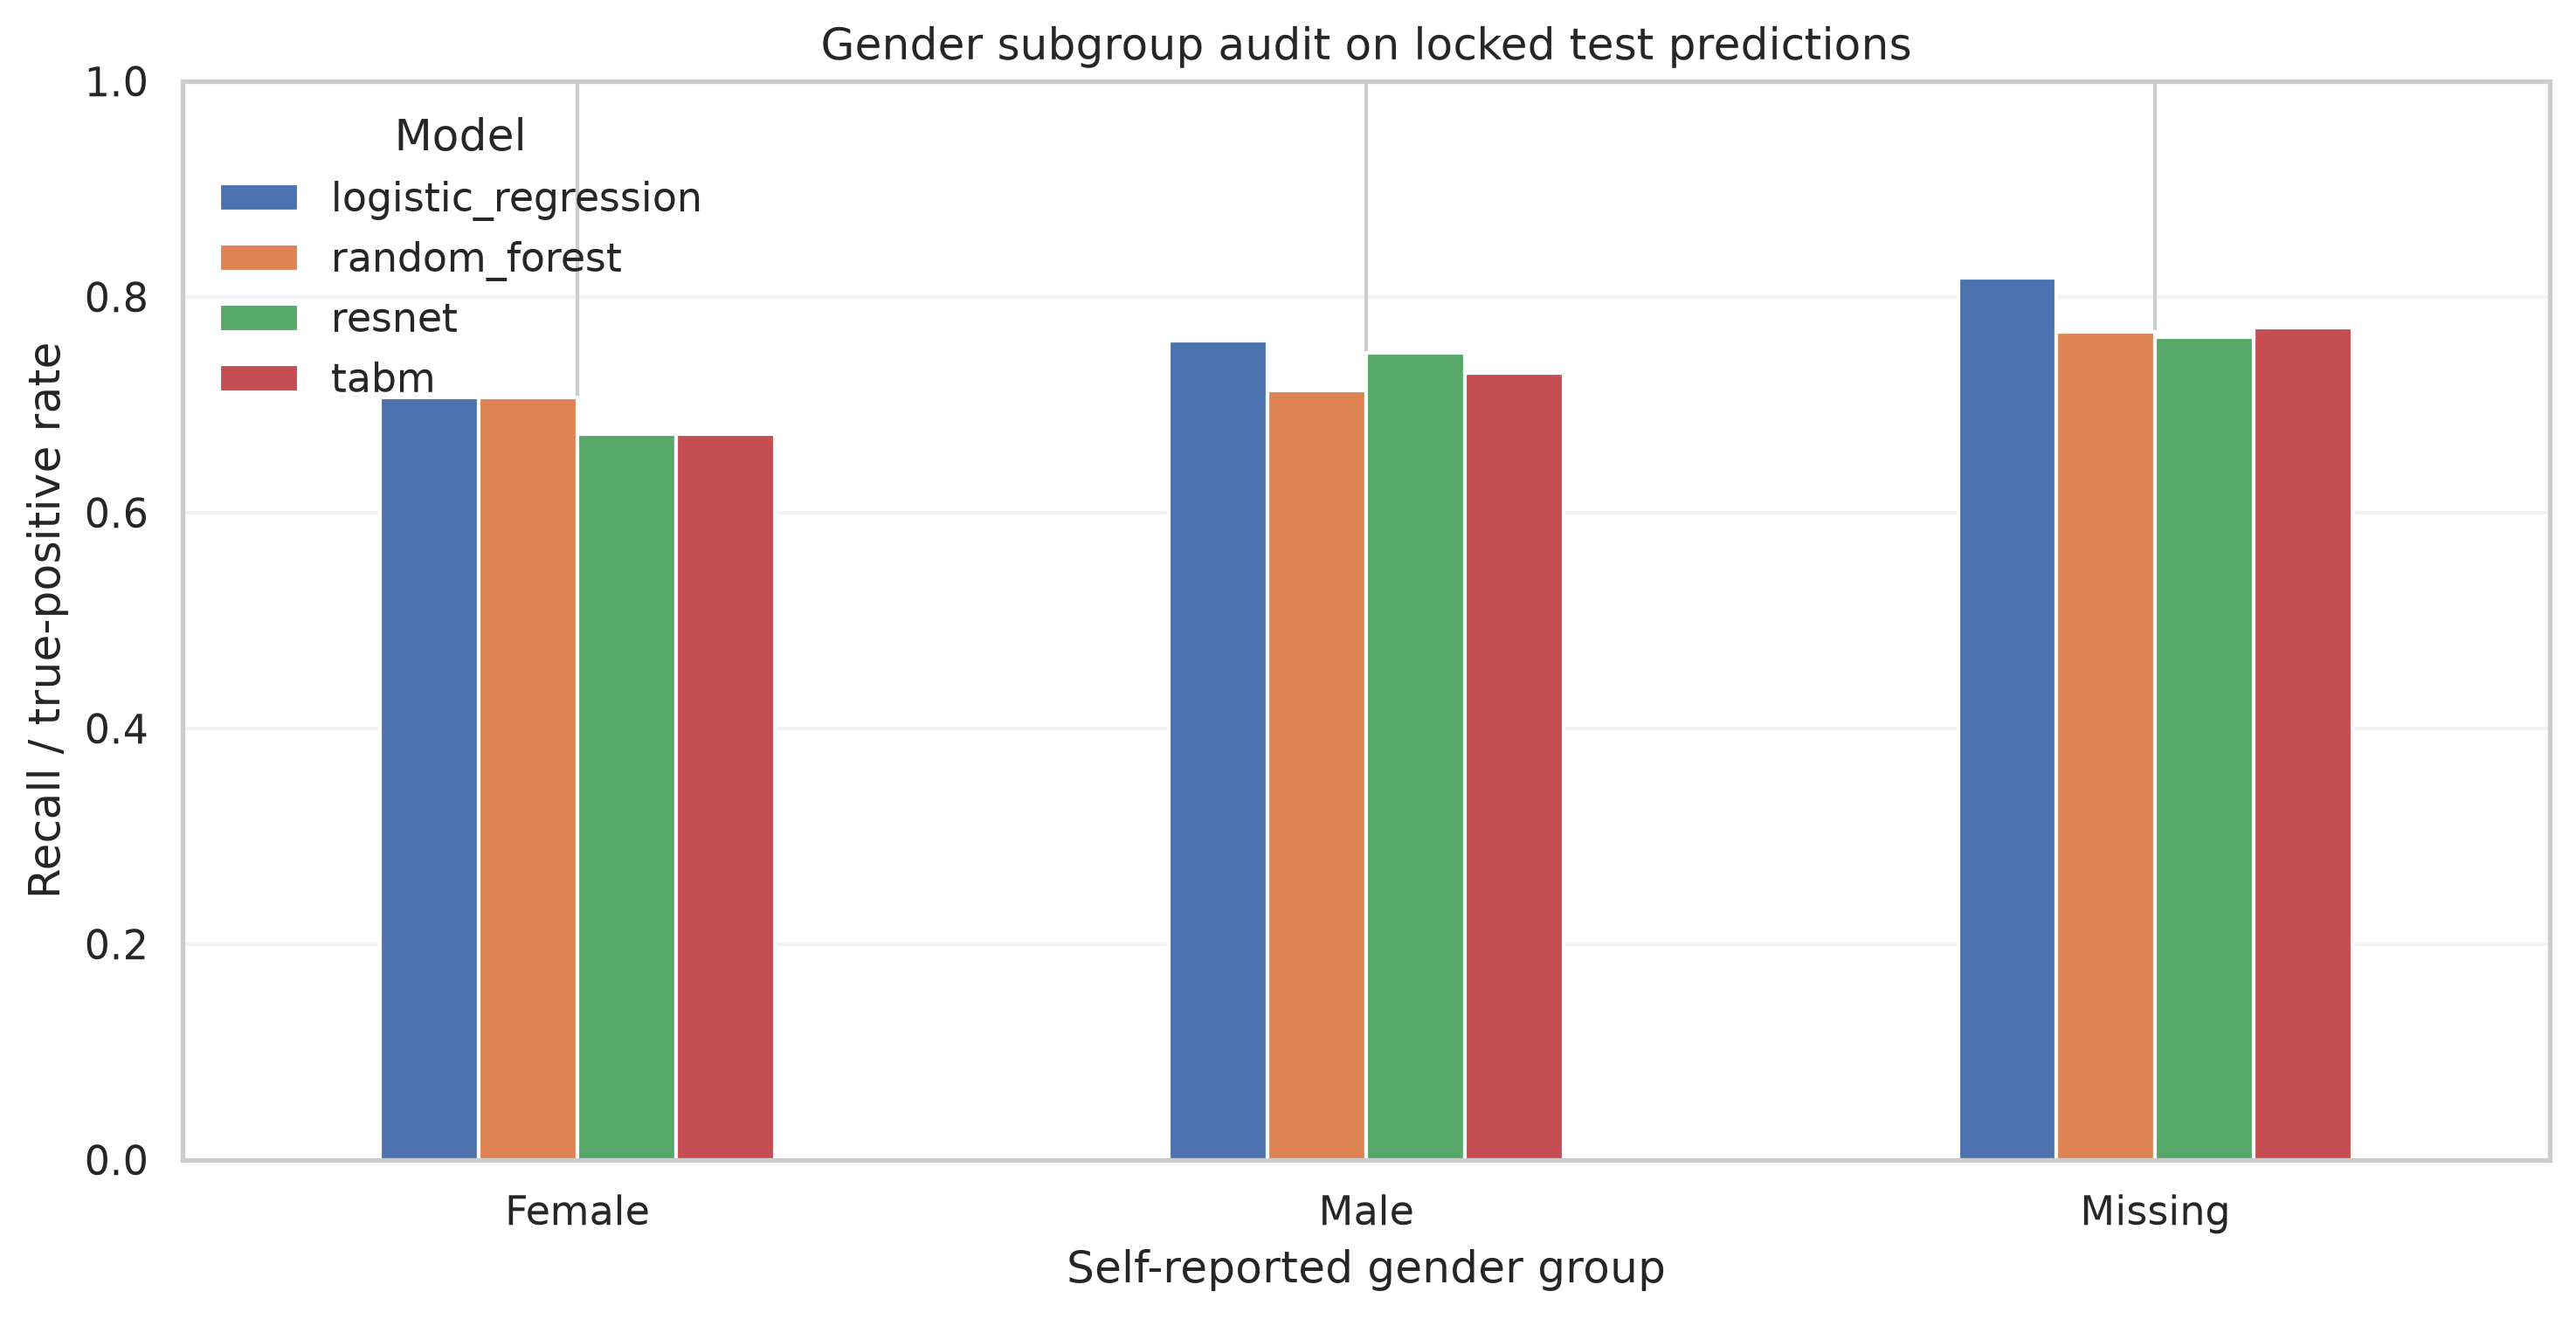 Gender subgroup audit on locked test predictions
1.0
0.8
0.6
0.4
0.2
0.0
Recall / true-positive rate
Model
logistic_regression
random_forest
resnet
tabm
Female
Male
Missing
Self-reported gender group